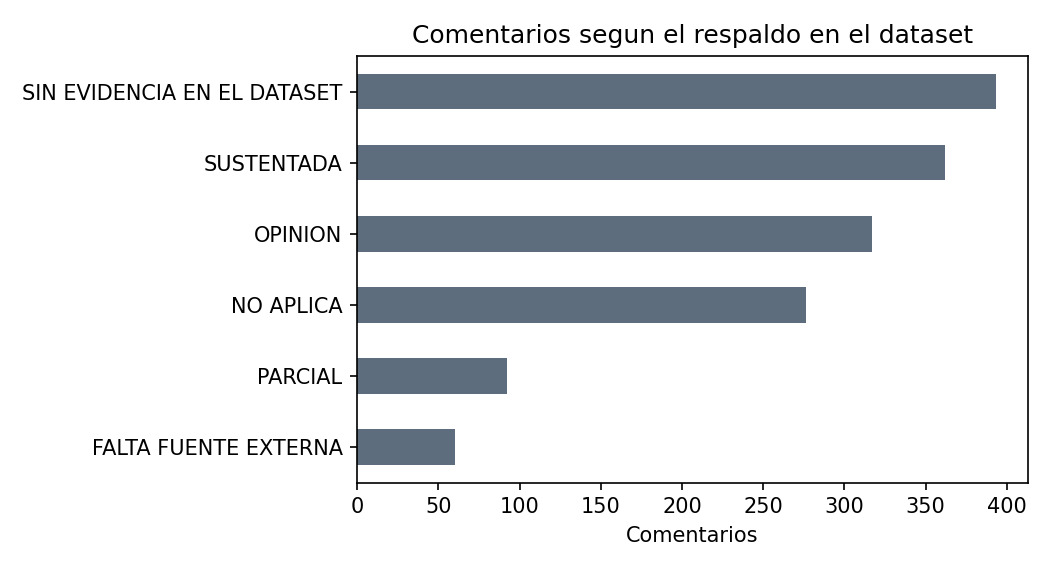 Comentarios segun el respaldo en el dataset
SIN EVIDENCIA EN EL DATASET
SUSTENTADA
OPINION
NO APLICA
PARCIAL
FALTA FUENTE EXTERNA
0 50 100 150 200 250 300 350 400
Comentarios